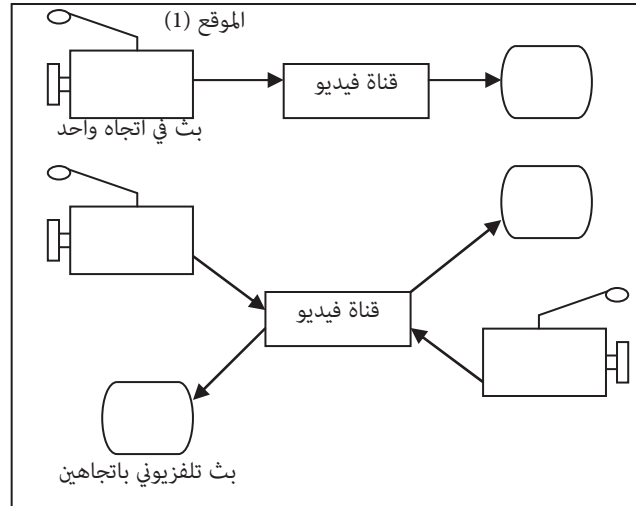 الموقع (1)
قناة فيديو
بث في اتجاه واحد
قناة فيديو
بث تلفزيوني باتجاهين